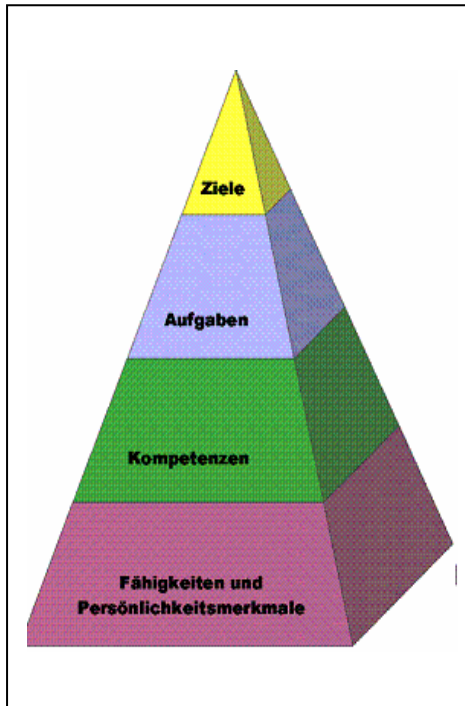 Ziele
Aufgaben
Kompetenzen
Fähigkeiten und
Persönlichkeitsmerkmale